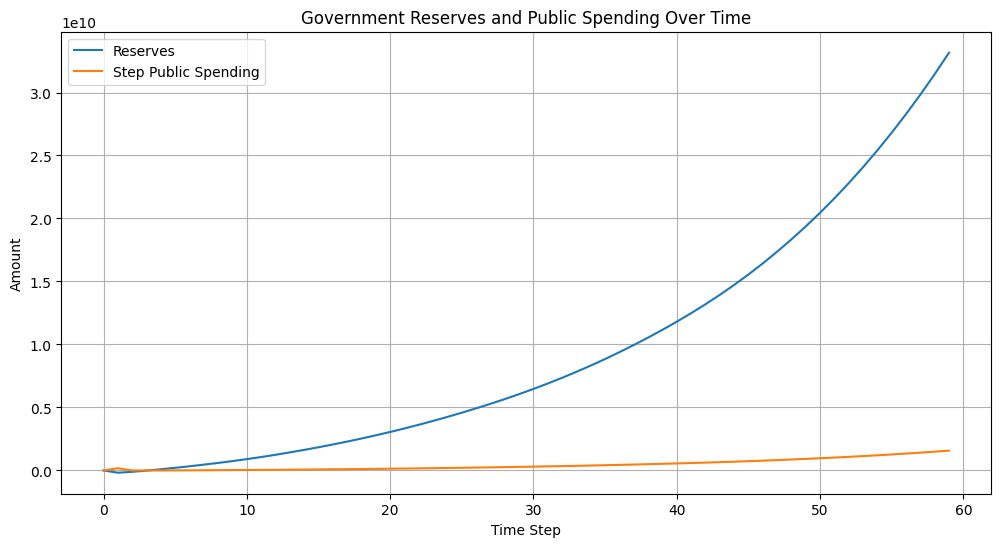 Government Reserves and Public Spending Over Time
1e10
Reserves
Step Public Spending
3.0
2.5
2.0
1.5
1.0
0.5
0.0
Amount
0 10 20 30 40 50 60
Time Step